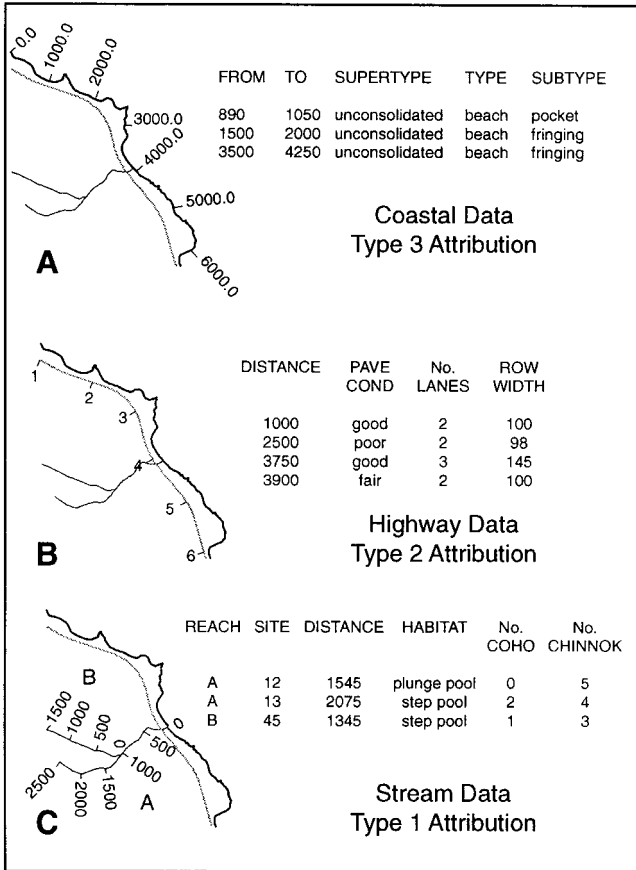 0.0
1000.0
2000.0
3000.0
4000.0
5000.0
6000.0
A
FROM TO SUPERTYPE TYPE SUBTYPE
890 1050 unconsolidated beach pocket
1500 2000 unconsolidated beach fringing
3500 4250 unconsolidated beach fringing
Coastal Data
Type 3 Attribution
1
2
3
4
5
6
B
DISTANCE PAVE No. ROW
COND LANES WIDTH
1000 good 2 100
2500 poor 2 98
3750 good 3 145
3900 fair 2 100
Highway Data
Type 2 Attribution
B
1500
1000
500
0
0
500
1000
1500
2000
2500
A
C
REACH SITE DISTANCE HABITAT No. No.
COHO CHINNOK
A 12 1545 plunge pool 0 5
A 13 2075 step pool 2 4
B 45 1345 step pool 1 3
Stream Data
Type 1 Attribution